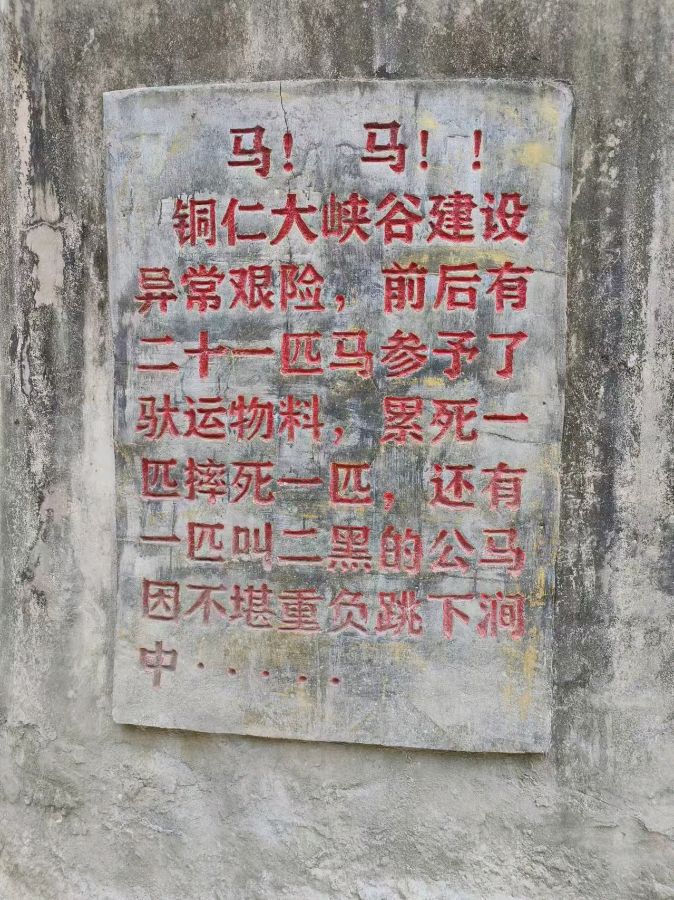 马！ 马！！
铜仁大峡谷建设
异常艰险，前后有
二十一匹马参予了
驮运物料，累死一
匹摔死一匹，还有
一匹叫二黑的公马
因不堪重负跳下涧
中·····